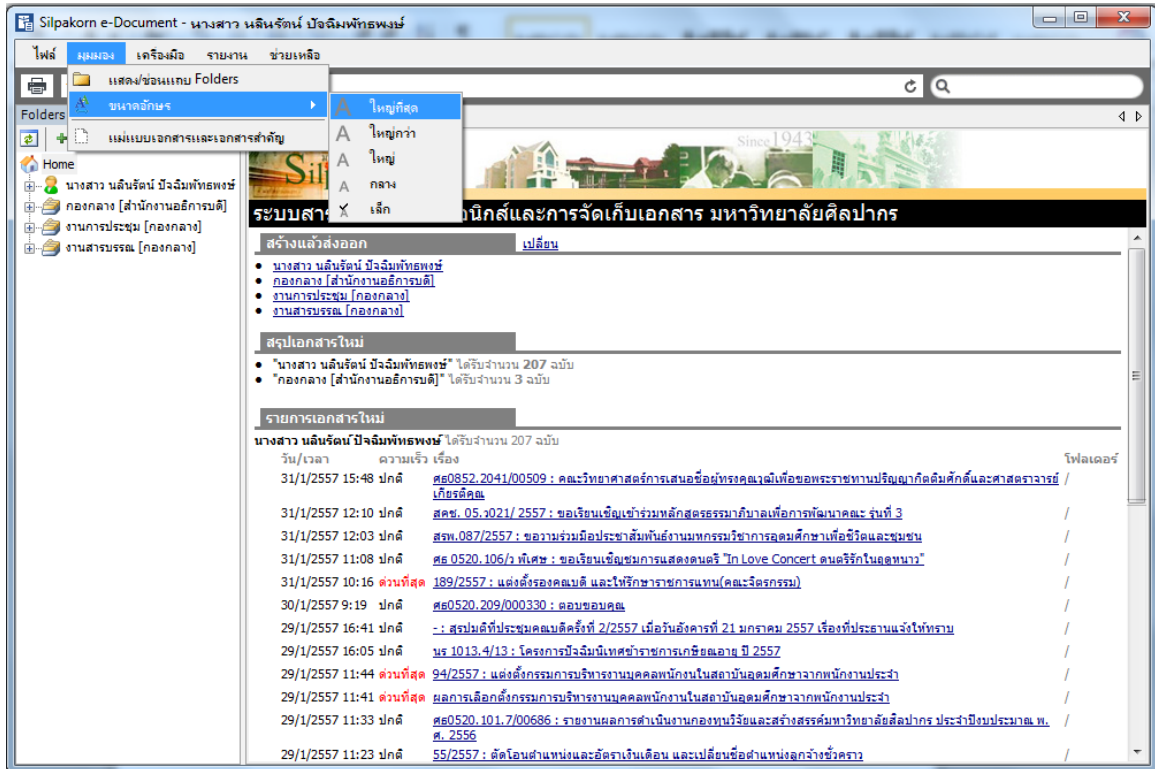 Silpakorn e-Document - นางสาว นลินรัตน์ ปัจฉิมพัทธพงษ์
ไฟล์ มุมมอง เครื่องมือ รายงาน ช่วยเหลือ
แสดง/ซ่อนแถบ Folders
ขนาดอักษร
แม่แบบเอกสารและเอกสารสำคัญ
ใหญ่ที่สุด
ใหญ่กว่า
ใหญ่
กลาง
เล็ก
Folders
Home
นางสาว นลินรัตน์ ปัจฉิมพัทธพงษ์
กองกลาง [สำนักงานอธิการบดี]
งานการประชุม [กองกลาง]
งานสารบรรณ [กองกลาง]
Since 1943
Sil
ระบบสา นิกส์และการจัดเก็บเอกสาร มหาวิทยาลัยศิลปากร
สร้างแล้วส่งออก เปลี่ยน
• นางสาว นลินรัตน์ ปัจฉิมพัทธพงษ์
• กองกลาง [สำนักงานอธิการบดี]
• งานการประชุม [กองกลาง]
• งานสารบรรณ [กองกลาง]
สรุปเอกสารใหม่
• "นางสาว นลินรัตน์ ปัจฉิมพัทธพงษ์" ได้รับจำนวน 207 ฉบับ
• "กองกลาง [สำนักงานอธิการบดี]" ได้รับจำนวน 3 ฉบับ
รายการเอกสารใหม่
นางสาว นลินรัตน์ ปัจฉิมพัทธพงษ์ ได้รับจำนวน 207 ฉบับ
วัน/เวลา ความเร็ว เรื่อง โฟลเดอร์
31/1/2557 15:48 ปกติ ศธ0852.2041/00509 : คณะวิทยาศาสตร์การเสนอชื่อผู้ทรงคุณวุฒิเพื่อขอพระราชทานปริญญากิตติมศักดิ์และศาสตราจารย์ /
เกียรติคุณ
31/1/2557 12:10 ปกติ สคช. 05.ว021/ 2557 : ขอเรียนเชิญเข้าร่วมหลักสูตรธรรมาภิบาลเพื่อการพัฒนาคณะ รุ่นที่ 3 /
31/1/2557 12:03 ปกติ สรพ.087/2557 : ขอวามร่วมมือประชาสัมพันธ์งานมหกรรมวิชาการอุดมศึกษาเพื่อชีวิตและชุมชน /
31/1/2557 11:08 ปกติ ศธ 0520.106/ว พิเศษ : ขอเรียนเชิญชมการแสดงดนตรี "In Love Concert ดนตรีรักในฤดูหนาว" /
31/1/2557 10:16 ด่วนที่สุด 189/2557 : แต่งตั้งรองคณบดี และให้รักษาราชการแทน(คณะจิตรกรรม) /
30/1/2557 9:19 ปกติ ศธ0520.209/000330 : ตอบขอบคุณ /
29/1/2557 16:41 ปกติ - : สรุปมติที่ประชุมคณบดีครั้งที่ 2/2557 เมื่อวันอังคารที่ 21 มกราคม 2557 เรื่องที่ประธานแจ้งให้ทราบ /
29/1/2557 16:05 ปกติ นร 1013.4/13 : โครงการปัจฉิมนิเทศข้าราชการเกษียณอายุ ปี 2557 /
29/1/2557 11:44 ด่วนที่สุด 94/2557 : แต่งตั้งกรรมการบริหารงานบุคคลพนักงานในสถาบันอุดมศึกษาจากพนักงานประจำ /
29/1/2557 11:41 ด่วนที่สุด ผลการเลือกตั้งกรรมการบริหารงานบุคคลพนักงานในสถาบันอุดมศึกษาจากพนักงานประจำ /
29/1/2557 11:33 ปกติ ศธ0520.101.7/00686 : รายงานผลการดำเนินงานกองทุนวิจัยและสร้างสรรค์มหาวิทยาลัยศิลปากร ประจำปีงบประมาณ พ. /
ศ. 2556
29/1/2557 11:23 ปกติ 55/2557 : ตัดโอนตำแหน่งและอัตราเงินเดือน และเปลี่ยนชื่อตำแหน่งลูกจ้างชั่วคราว /